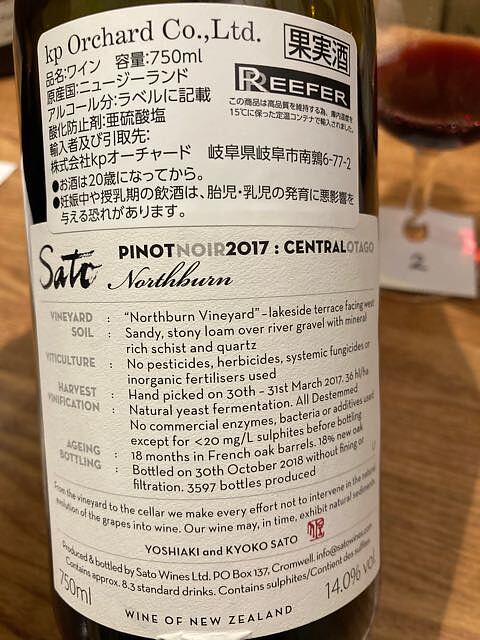 kp Orchard Co.,Ltd.
品名:ワイン 容量:750ml
果実酒
原産国:ニュージーランド
アルコール分:ラベルに記載
REEFER
この商品は高品質を維持する為、庫内温度を
15℃に保った定温コンテナで輸入されました。
酸化防止剤:亜硫酸塩
輸入者及び引取先:
株式会社kpオーチャード 岐阜県岐阜市南鶉6-77-2
●お酒は20歳になってから。
●妊娠中や授乳期の飲酒は、胎児・乳児の発育に悪影響を
与える恐れがあります。
Sato PINOTNOIR2017 : CENTRALOTAGO
Northburn
VINEYARD : "Northburn Vineyard" – lakeside terrace facing west
SOIL : Sandy, stony loam over river gravel with mineral
rich schist and quartz
VITICULTURE : No pesticides, herbicides, systemic fungicides or
inorganic fertilisers used
HARVEST : Hand picked on 30th – 31st March 2017. 36 hl/ha
VINIFICATION : Natural yeast fermentation. All Destemmed
No commercial enzymes, bacteria or additives used
except for <20 mg/L sulphites before bottling
AGEING : 18 months in French oak barrels. 18% new oak
BOTTLING : Bottled on 30th October 2018 without fining or
filtration. 3597 bottles produced
From the vineyard to the cellar we make every effort not to intervene in the natural
evolution of the grapes into wine. Our wine may, in time, exhibit natural sediments.
YOSHIAKI and KYOKO SATO
Produced & bottled by Sato Wines Ltd. PO Box 137, Cromwell. info@satowines.com
Contains approx. 8.3 standard drinks. Contains sulphites/Contient des sulfites
750ml 14.0% vol
WINE OF NEW ZEALAND
2